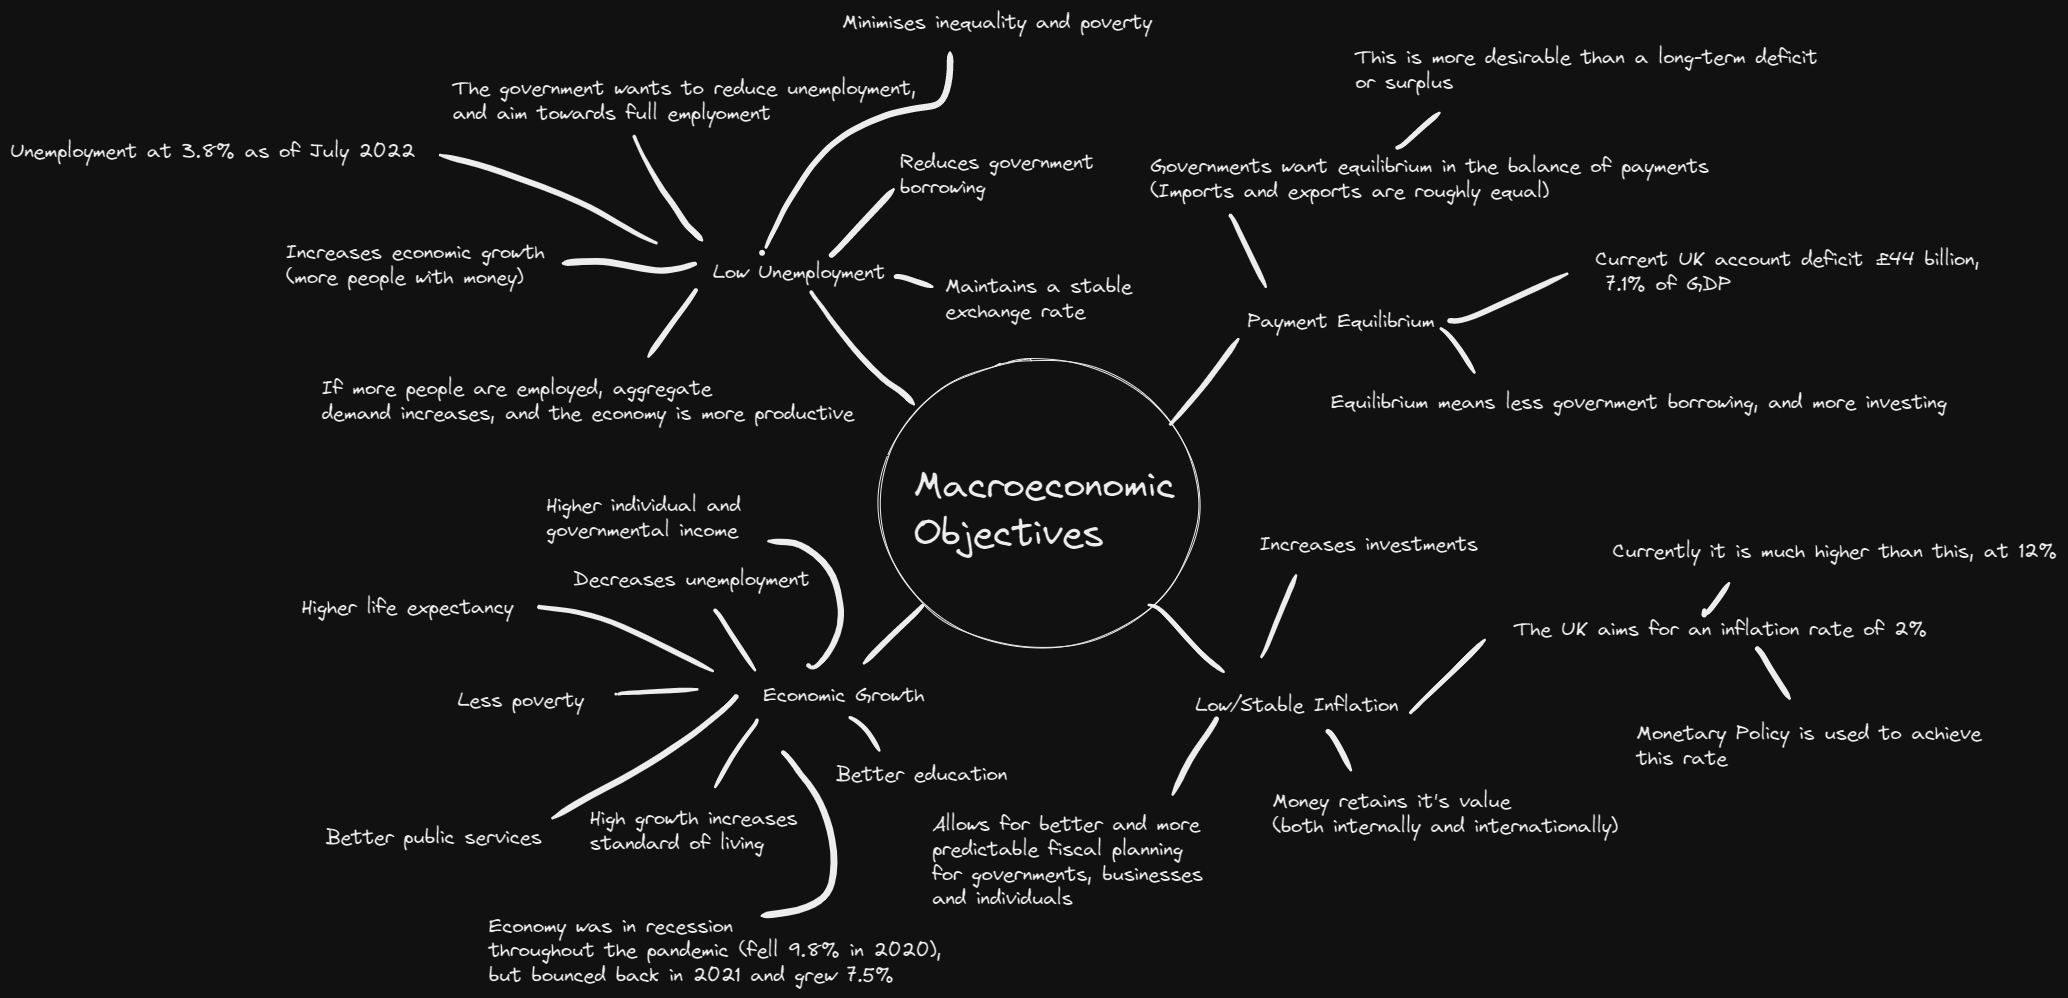 Minimises inequality and poverty
The government wants to reduce unemployment,
and aim towards full emplyoment
Unemployment at 3.8% as of July 2022
Reduces government
borrowing
Increases economic growth
(more people with money)
Low Unemployment
Maintains a stable
exchange rate
If more people are employed, aggregate
demand increases, and the economy is more productive
This is more desirable than a long-term deficit
or surplus
Governments want equilibrium in the balance of payments
(Imports and exports are roughly equal)
Current UK account deficit £44 billion,
7.1% of GDP
Payment Equilibrium
Equilibrium means less government borrowing, and more investing
Macroeconomic
Objectives
Higher individual and
governmental income
Decreases unemployment
Higher life expectancy
Less poverty
Economic Growth
Better education
Better public services
High growth increases
standard of living
Economy was in recession
throughout the pandemic (fell 9.8% in 2020),
but bounced back in 2021 and grew 7.5%
Increases investments
Currently it is much higher than this, at 12%
The UK aims for an inflation rate of 2%
Low/Stable Inflation
Monetary Policy is used to achieve
this rate
Money retains it's value
(both internally and internationally)
Allows for better and more
predictable fiscal planning
for governments, businesses
and individuals